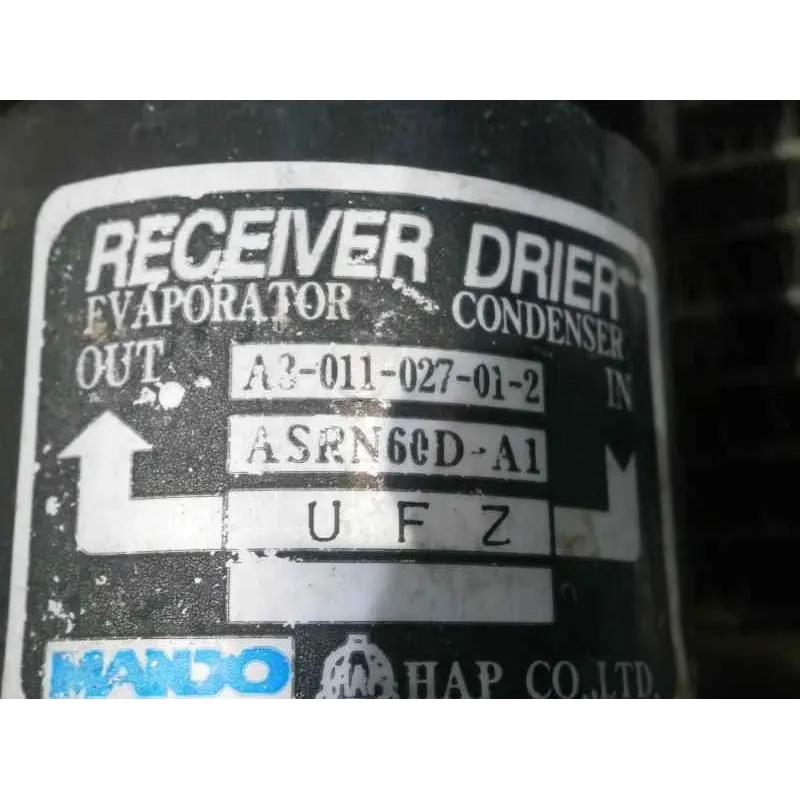 RECEIVER DRIER
EVAPORATOR CONDENSER
OUT IN
A3-011-027-01-2
ASRN60D-A1
U F Z
MANDO HAP CO.,LTD.